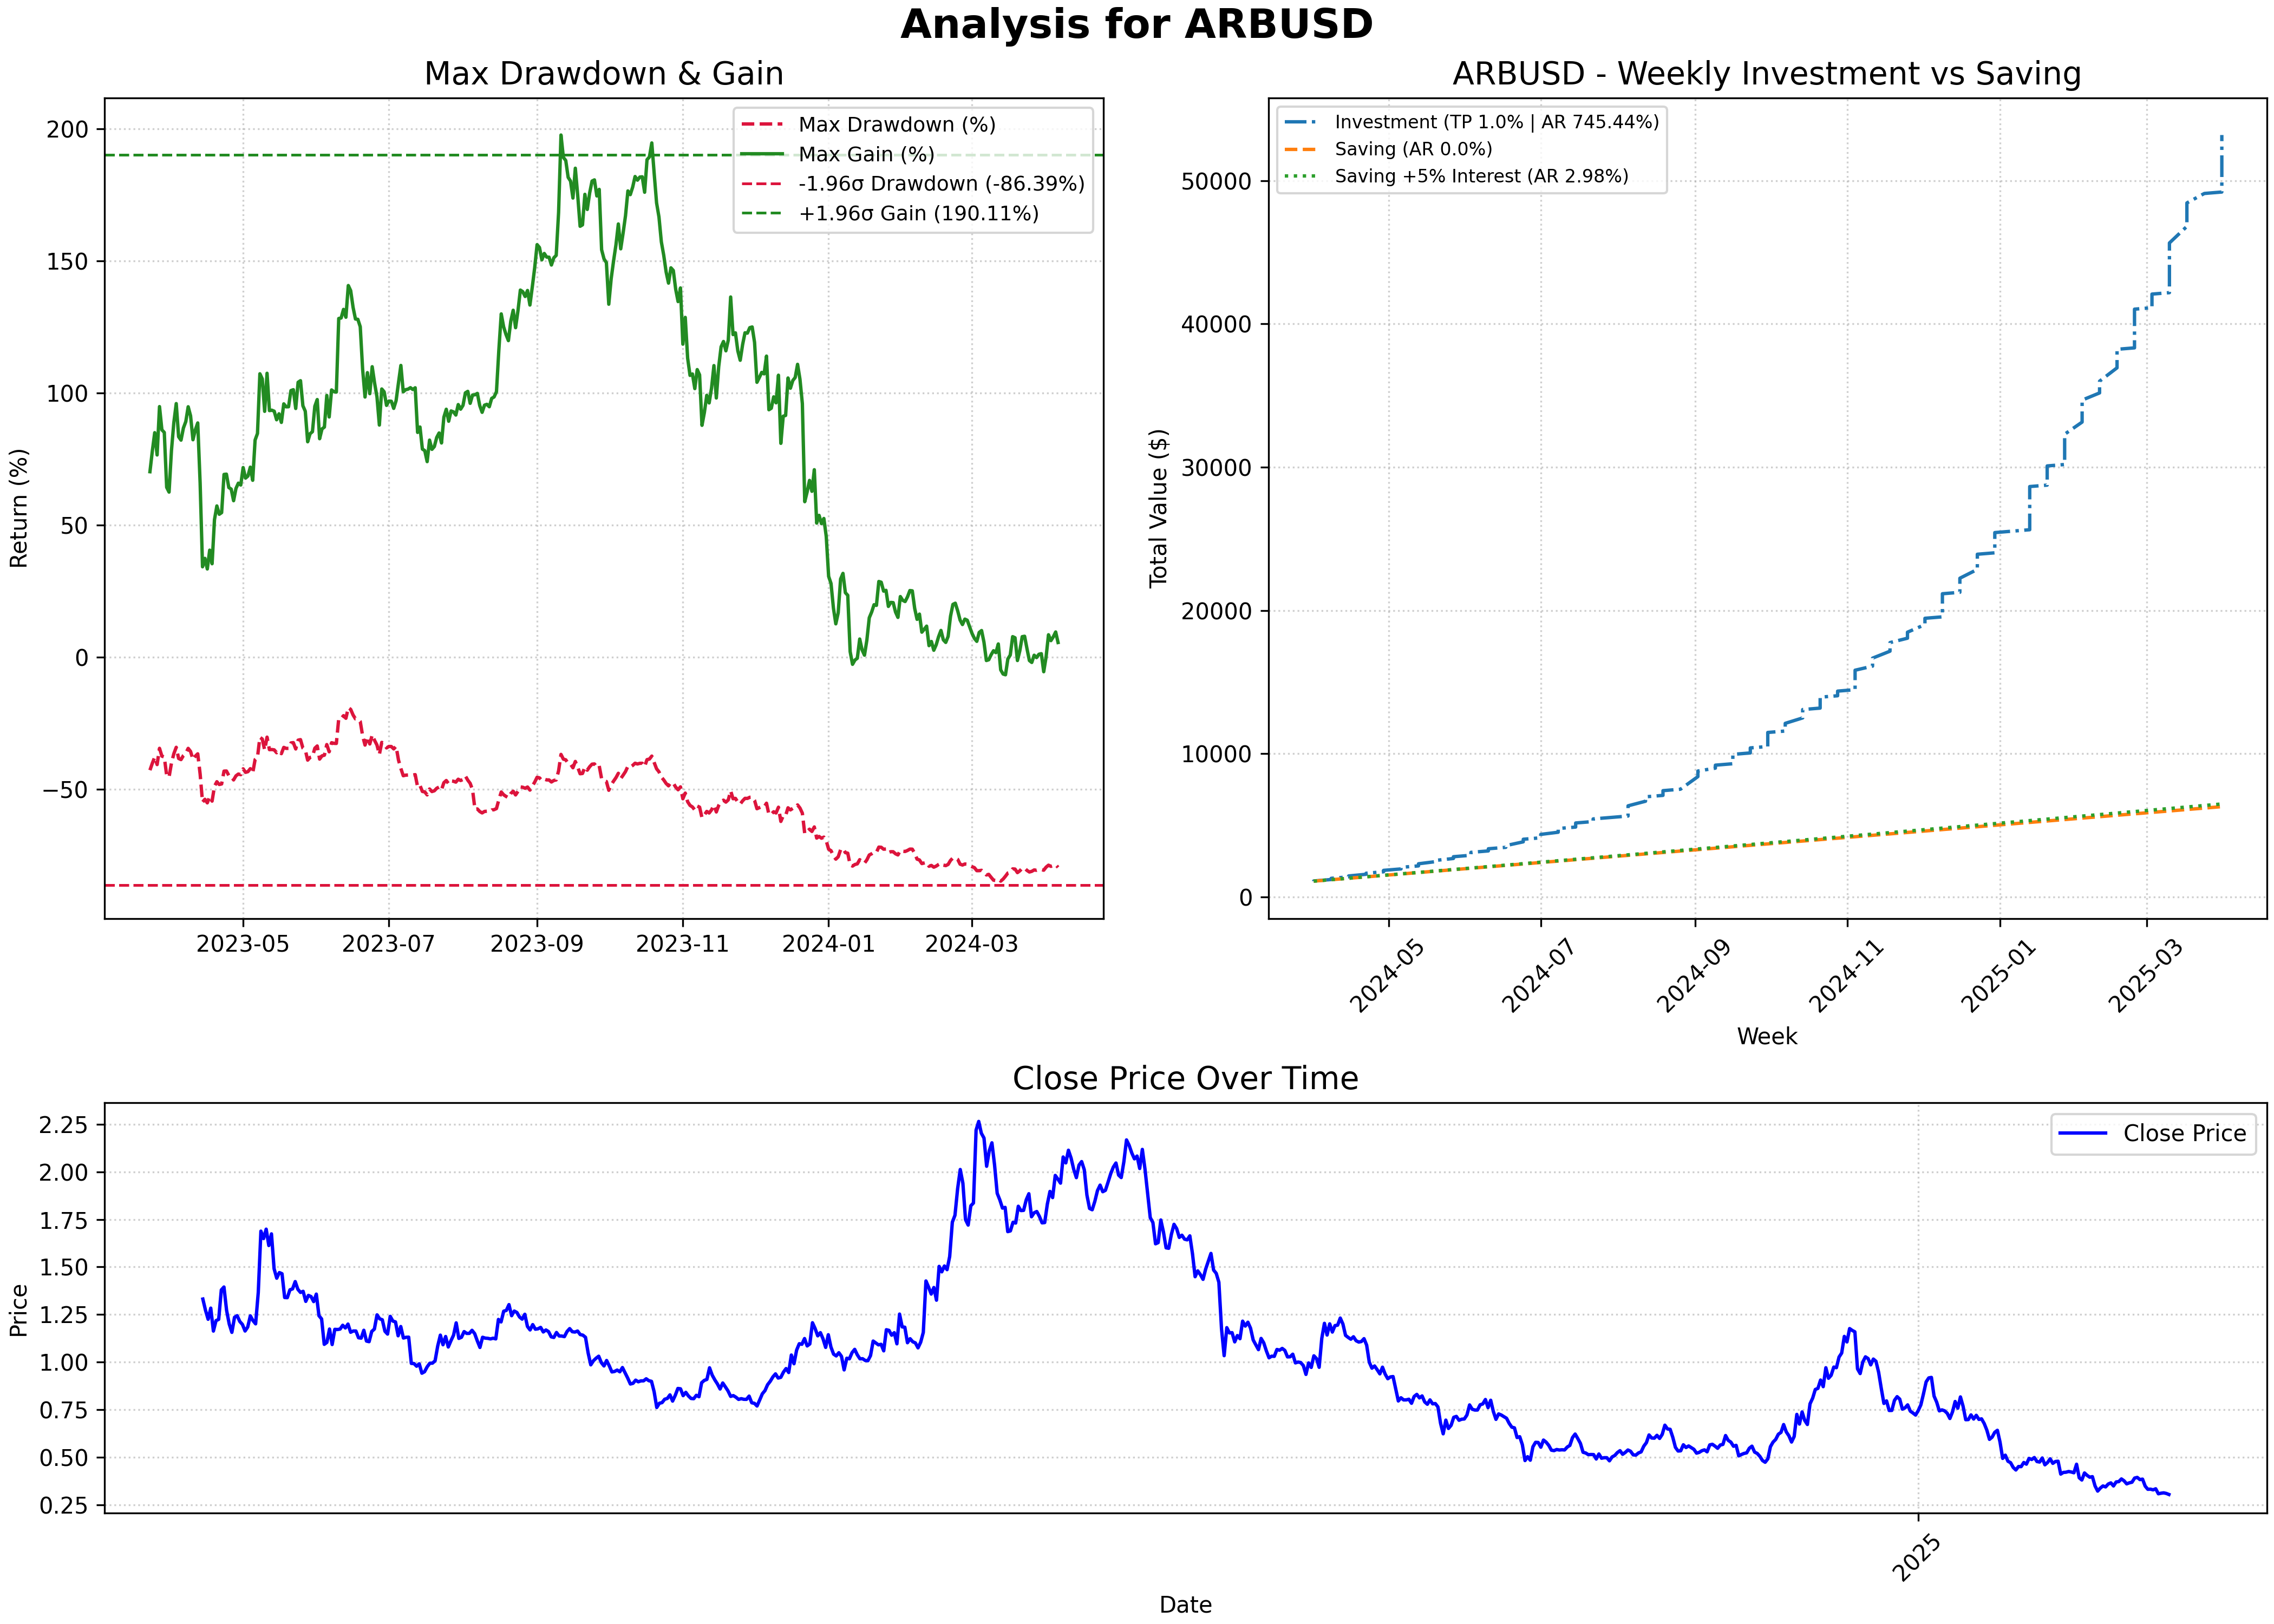 Analysis for ARBUSD
Max Drawdown & Gain
Return (%)
200
150
100
50
0
−50
2023-05
2023-07
2023-09
2023-11
2024-01
2024-03
Max Drawdown (%)
Max Gain (%)
-1.96σ Drawdown (-86.39%)
+1.96σ Gain (190.11%)
ARBUSD - Weekly Investment vs Saving
Total Value ($)
50000
40000
30000
20000
10000
0
2024-05
2024-07
2024-09
2024-11
2025-01
2025-03
Week
Investment (TP 1.0% | AR 745.44%)
Saving (AR 0.0%)
Saving +5% Interest (AR 2.98%)
Close Price Over Time
Price
2.25
2.00
1.75
1.50
1.25
1.00
0.75
0.50
0.25
2025
Date
Close Price